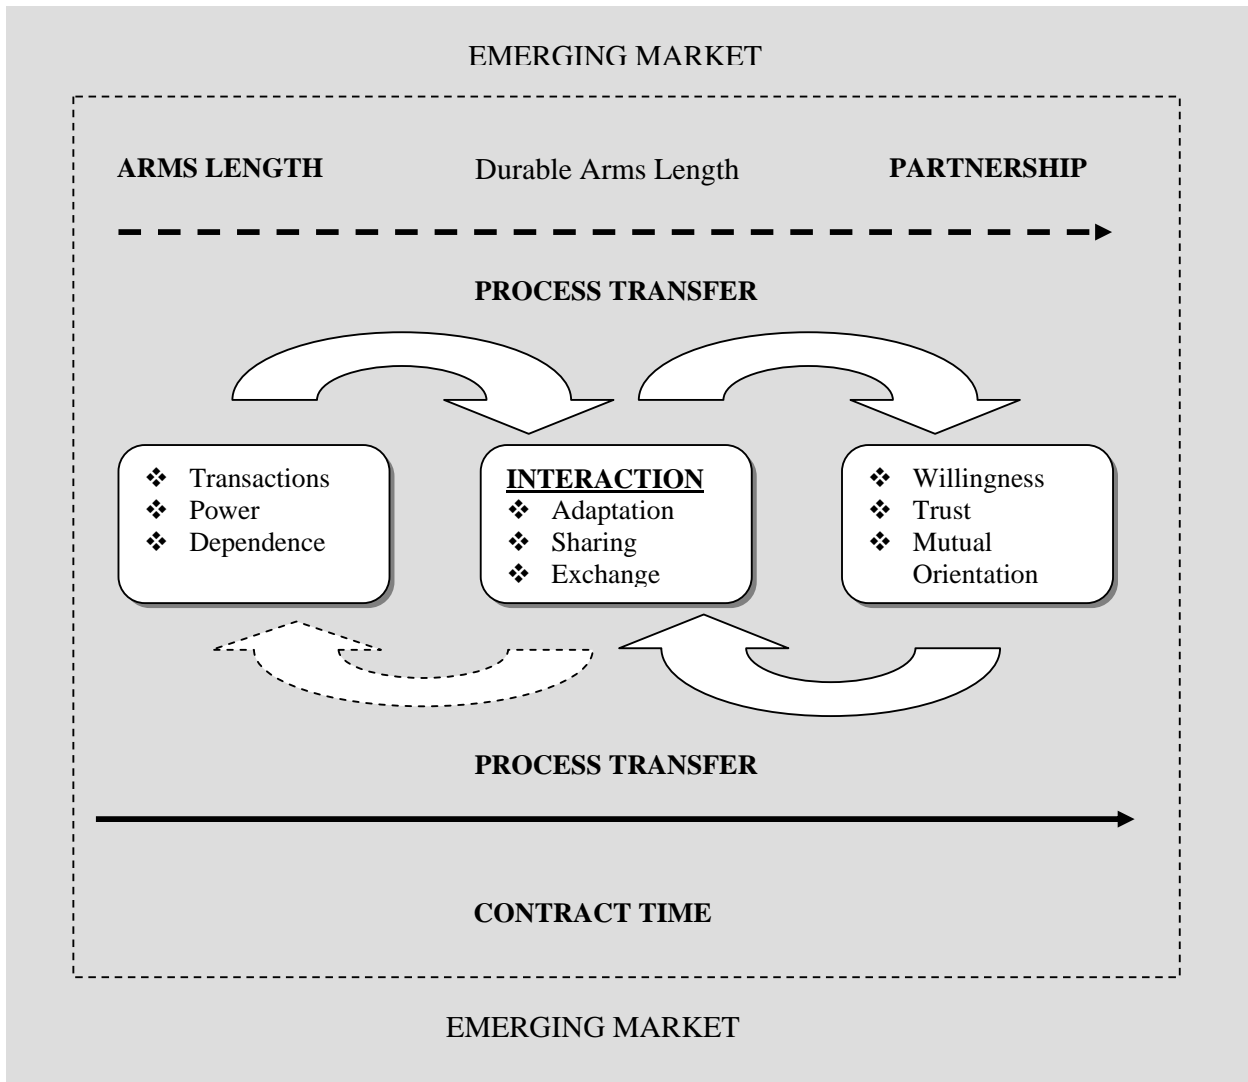 EMERGING MARKET
ARMS LENGTH
Durable Arms Length
PARTNERSHIP
PROCESS TRANSFER
❖ Transactions
❖ Power
❖ Dependence
INTERACTION
❖ Adaptation
❖ Sharing
❖ Exchange
❖ Willingness
❖ Trust
❖ Mutual
Orientation
PROCESS TRANSFER
CONTRACT TIME
EMERGING MARKET